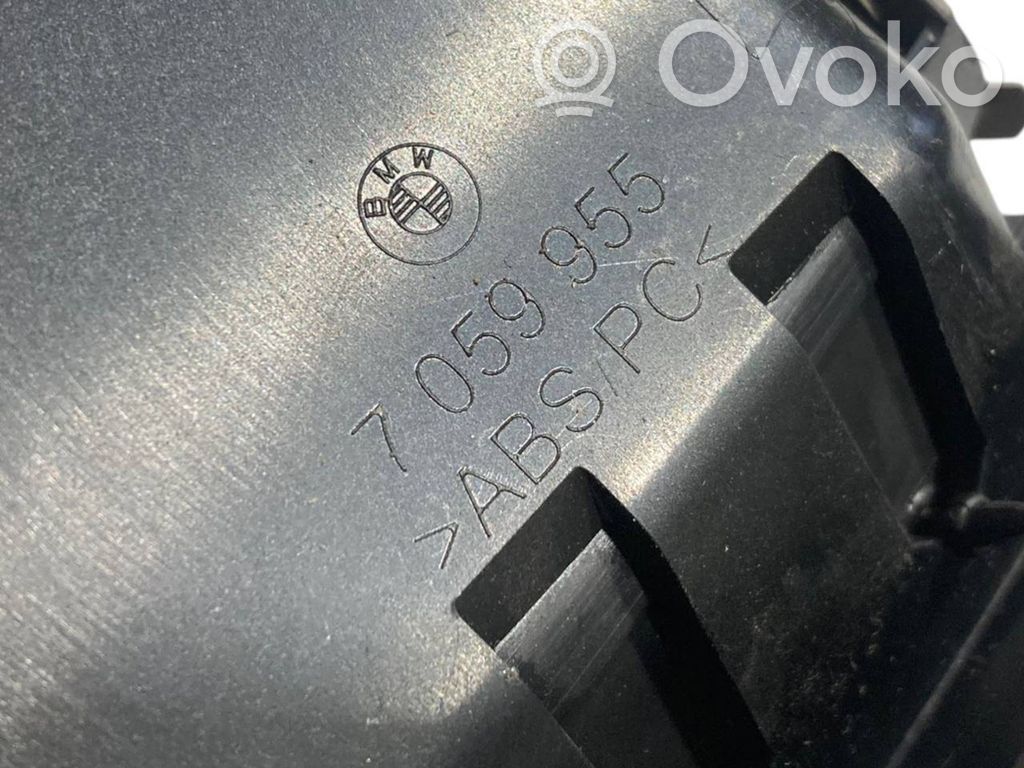 Ovoko
BMW
7 059 955
>ABS/PC<